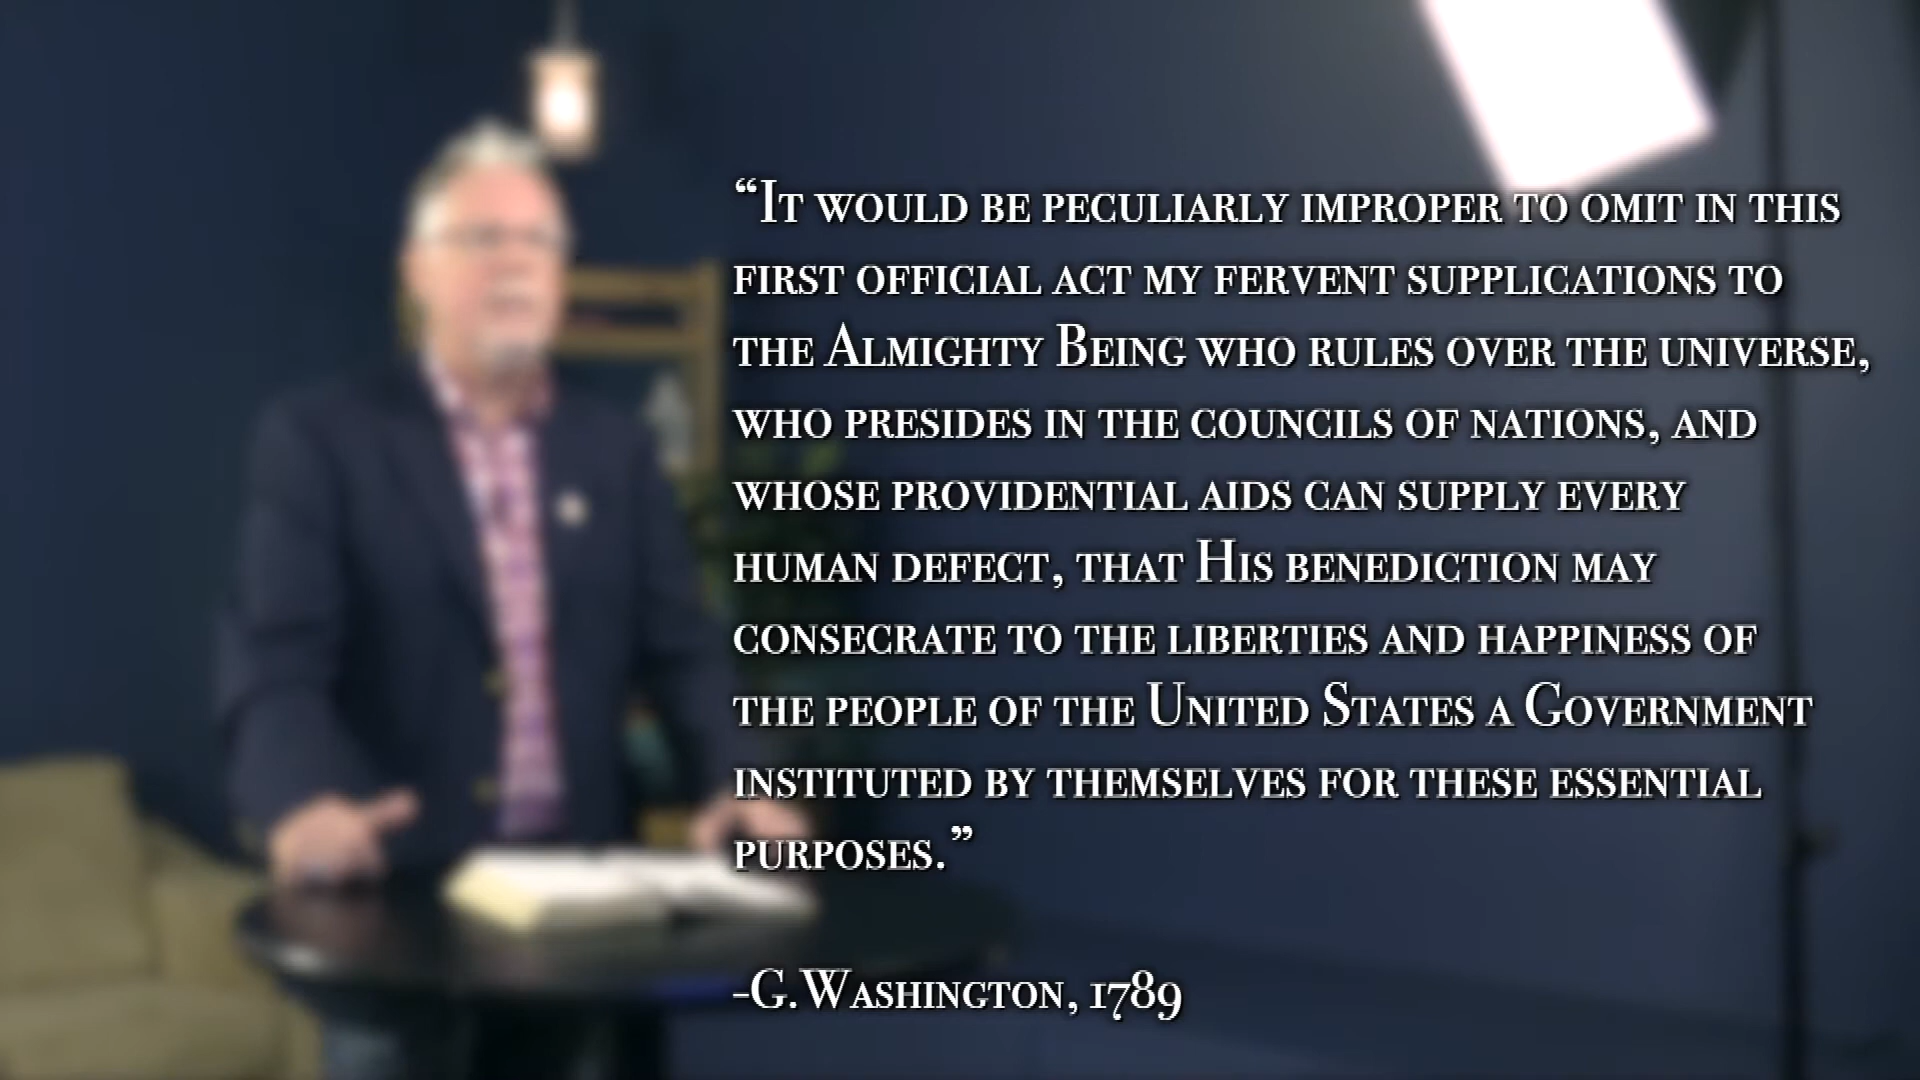 “It would be peculiarly improper to omit in this
first official act my fervent supplications to
the Almighty Being who rules over the universe,
who presides in the councils of nations, and
whose providential aids can supply every
human defect, that His benediction may
consecrate to the liberties and happiness of
the people of the United States a Government
instituted by themselves for these essential
purposes.”
-G.Washington, 1789